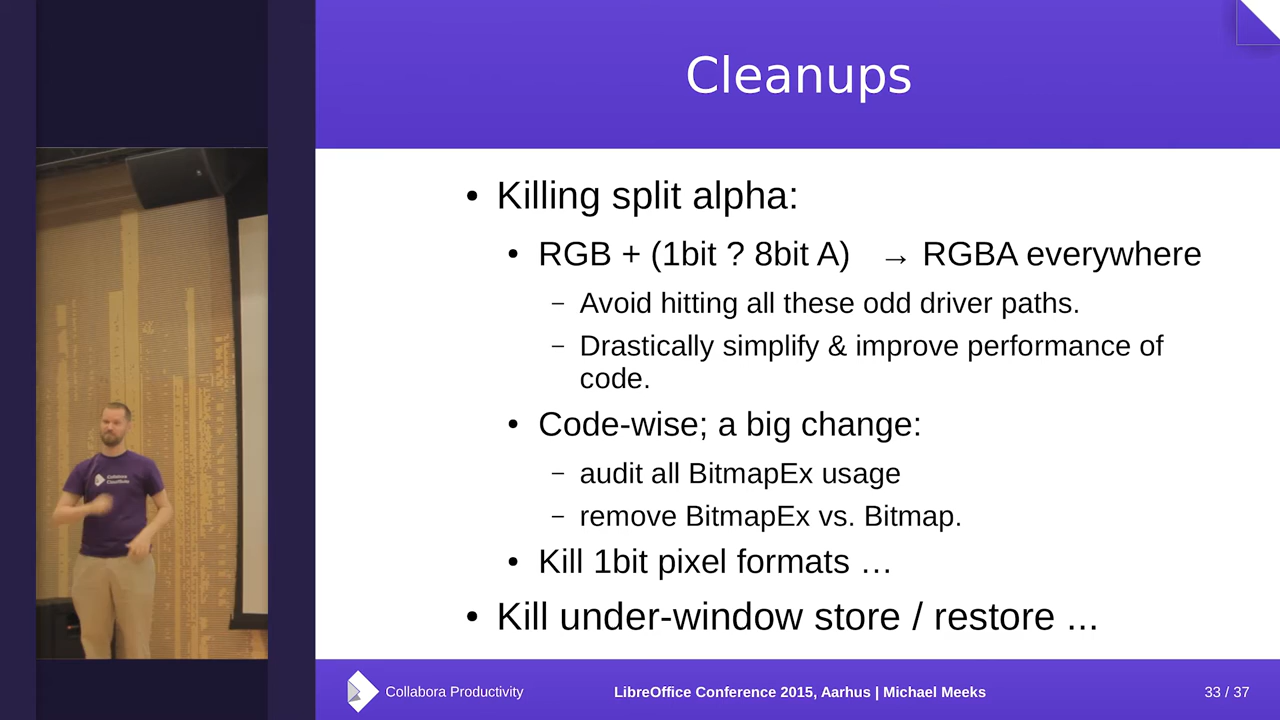 Cleanups
• Killing split alpha:
• RGB + (1bit ? 8bit A) → RGBA everywhere
– Avoid hitting all these odd driver paths.
– Drastically simplify & improve performance of
code.
• Code-wise; a big change:
– audit all BitmapEx usage
– remove BitmapEx vs. Bitmap.
• Kill 1bit pixel formats …
• Kill under-window store / restore ...
Collabora Productivity
LibreOffice Conference 2015, Aarhus | Michael Meeks
33 / 37